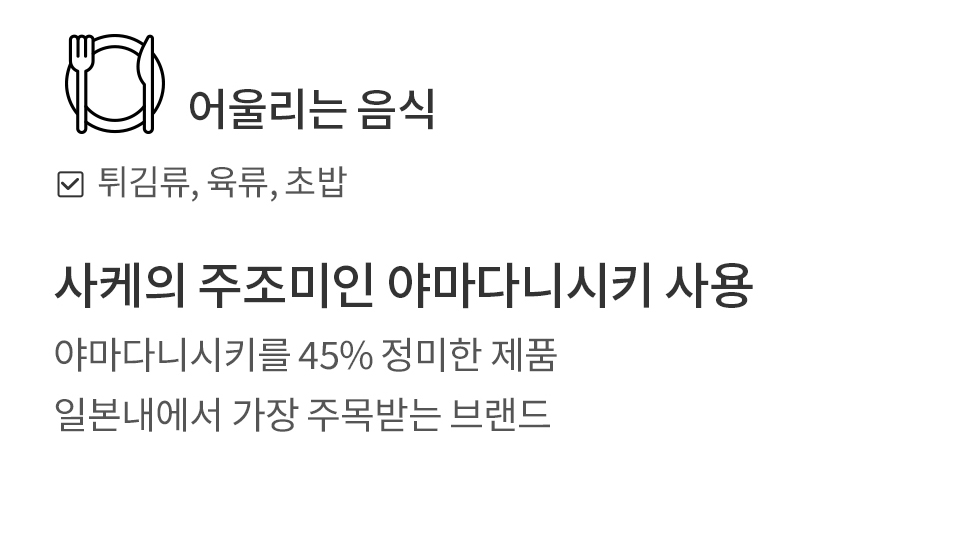 어울리는 음식
튀김류, 육류, 초밥
사케의 주조미인 야마다니시키 사용
야마다니시키를 45% 정미한 제품
일본내에서 가장 주목받는 브랜드